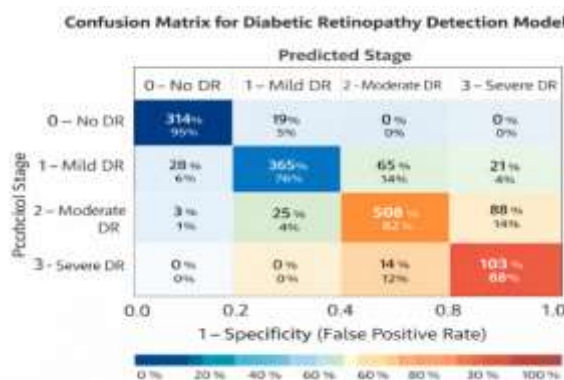 Confusion Matrix for Diabetic Retinopathy Detection Model
Predicted Stage
0 – No DR 1 – Mild DR 2 – Moderate DR 3 – Severe DR
0 – No DR 314% 19% 0% 0%
95% 5% 0% 0%
1 – Mild DR 28% 365% 65% 21%
6% 76% 14% 4%
2 – Moderate 3% 25% 508% 88%
DR 1% 4% 82% 14%
3 – Severe DR 0% 0% 14% 103%
0% 0% 12% 88%
Stage
0.0 0.2 0.4 0.8 1.0
1 – Specificity (False Positive Rate)
0% 20% 40% 60% 60% 80% 30% 100%